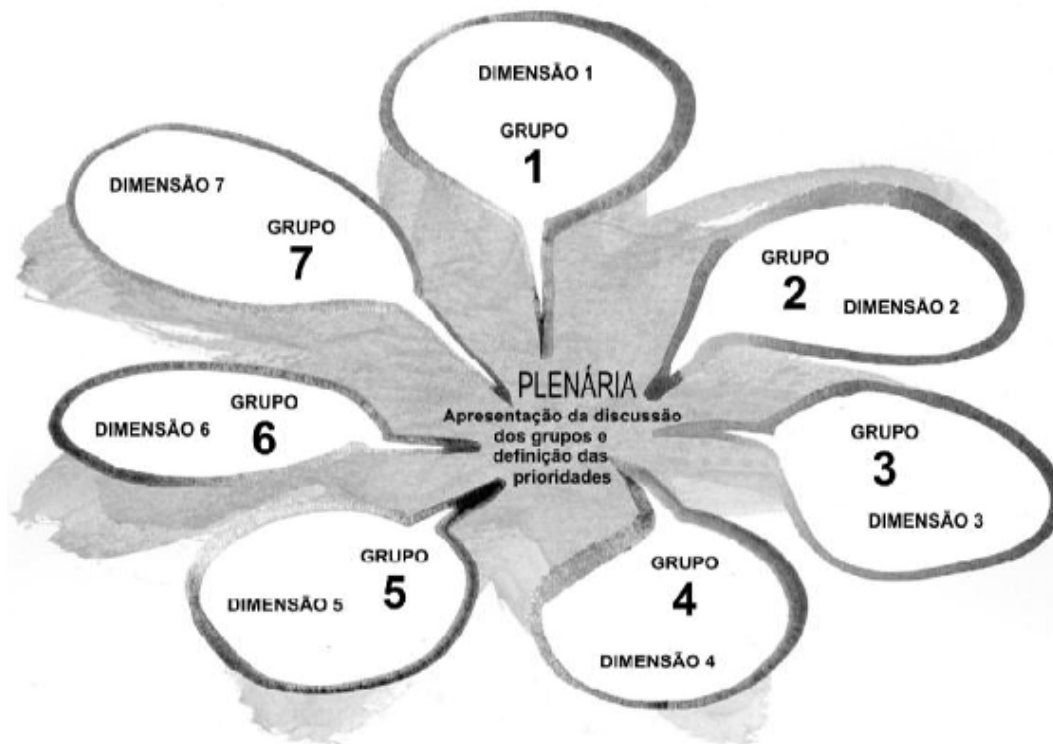 DIMENSÃO 1
GRUPO
1
GRUPO
2
DIMENSÃO 2
GRUPO
3
DIMENSÃO 3
GRUPO
4
DIMENSÃO 4
GRUPO
5
DIMENSÃO 5
GRUPO
6
DIMENSÃO 6
DIMENSÃO 7
GRUPO
7
PLENÁRIA
Apresentação da discussão
dos grupos e
definição das
prioridades